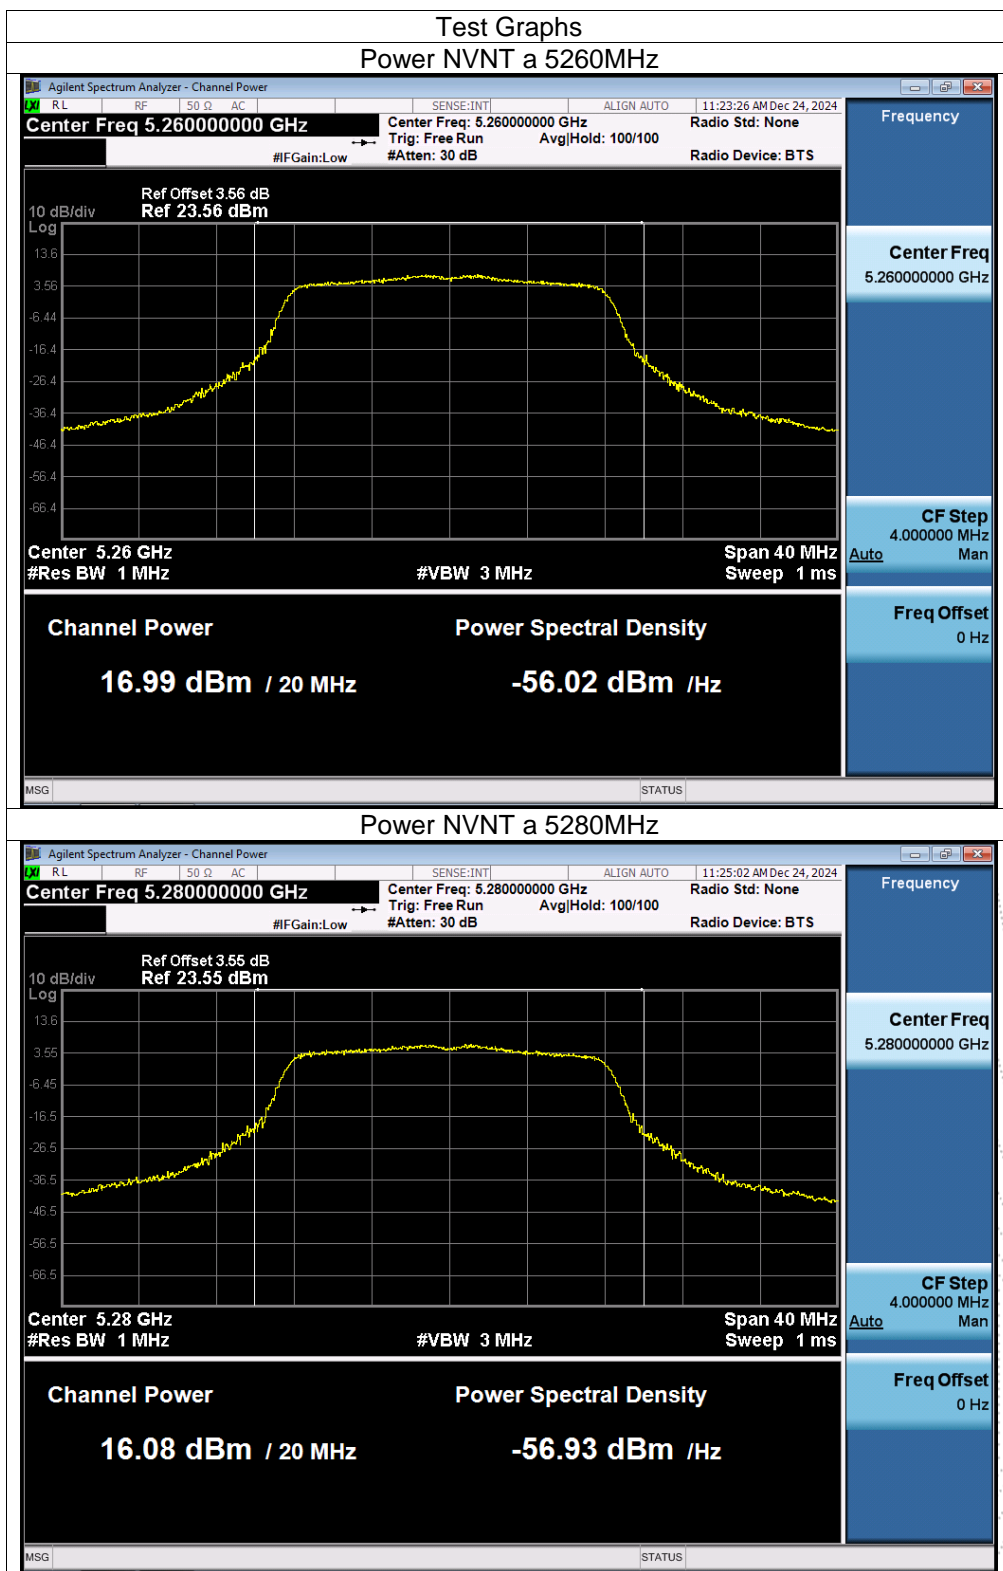 Test Graphs
Power NVNT a 5260MHz
Agilent Spectrum Analyzer - Channel Power
LXI RL RF 50 Ω AC SENSE:INT ALIGN AUTO 11:23:26 AM Dec 24, 2024
Center Freq 5.260000000 GHz
Center Freq: 5.260000000 GHz
Radio Std: None
Trig: Free Run Avg|Hold: 100/100
#IFGain:Low #Atten: 30 dB Radio Device: BTS
Frequency
Ref Offset 3.56 dB
10 dB/div Ref 23.56 dBm
Log
13.6
3.56
-6.44
-16.4
-26.4
-36.4
-46.4
-56.4
-66.4
Center 5.26 GHz Span 40 MHz
#Res BW 1 MHz #VBW 3 MHz Sweep 1 ms
Center Freq
5.260000000 GHz
CF Step
4.000000 MHz
Auto Man
Freq Offset
0 Hz
Channel Power Power Spectral Density
16.99 dBm / 20 MHz -56.02 dBm /Hz
MSG STATUS
Power NVNT a 5280MHz
Agilent Spectrum Analyzer - Channel Power
LXI RL RF 50 Ω AC SENSE:INT ALIGN AUTO 11:25:02 AM Dec 24, 2024
Center Freq 5.280000000 GHz
Center Freq: 5.280000000 GHz
Radio Std: None
Trig: Free Run Avg|Hold: 100/100
#IFGain:Low #Atten: 30 dB Radio Device: BTS
Frequency
Ref Offset 3.55 dB
10 dB/div Ref 23.55 dBm
Log
13.6
3.55
-6.45
-16.5
-26.5
-36.5
-46.5
-56.5
-66.5
Center 5.28 GHz Span 40 MHz
#Res BW 1 MHz #VBW 3 MHz Sweep 1 ms
Center Freq
5.280000000 GHz
CF Step
4.000000 MHz
Auto Man
Freq Offset
0 Hz
Channel Power Power Spectral Density
16.08 dBm / 20 MHz -56.93 dBm /Hz
MSG STATUS